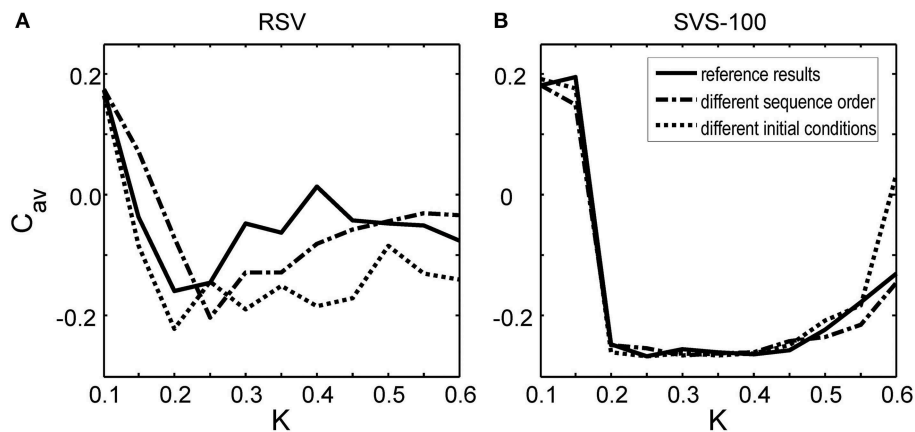 A
RSV
B
SVS-100
0.2
0.0
-0.2
C_av
0.1
0.2
0.3
0.4
0.5
0.6
K
reference results
different sequence order
different initial conditions
0.2
0
-0.2
0.1
0.2
0.3
0.4
0.5
0.6
K